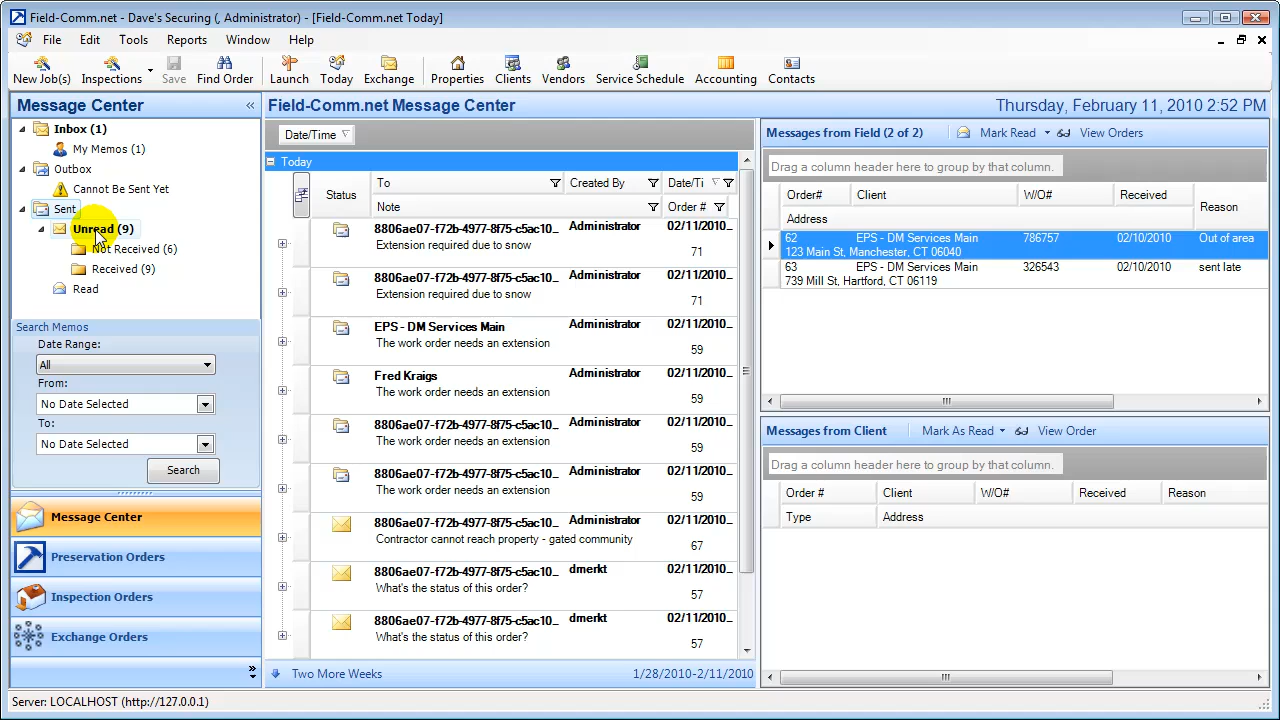 Field-Comm.net - Dave's Securing (, Administrator) - [Field-Comm.net Today]
File Edit Tools Reports Window Help
New Job(s) Inspections Save Find Order Launch Today Exchange Properties Clients Vendors Service Schedule Accounting Contacts
Message Center «
Inbox (1)
My Memos (1)
Outbox
Cannot Be Sent Yet
Sent
Unread (9)
Not Received (6)
Received (9)
Read
Search Memos
Date Range:
All
From:
No Date Selected
To:
No Date Selected
Search
Message Center
Preservation Orders
Inspection Orders
Exchange Orders
»
Field-Comm.net Message Center Thursday, February 11, 2010 2:52 PM
Date/Time
Today
Status To Created By Date/Ti
Note Order #
8806ae07-f72b-4977-8f75-c5ac10... Administrator 02/11/2010...
Extension required due to snow 71
8806ae07-f72b-4977-8f75-c5ac10... Administrator 02/11/2010...
Extension required due to snow 71
EPS - DM Services Main Administrator 02/11/2010...
The work order needs an extension 59
Fred Kraigs Administrator 02/11/2010...
The work order needs an extension 59
8806ae07-f72b-4977-8f75-c5ac10... Administrator 02/11/2010...
The work order needs an extension 59
8806ae07-f72b-4977-8f75-c5ac10... Administrator 02/11/2010...
The work order needs an extension 59
8806ae07-f72b-4977-8f75-c5ac10... Administrator 02/11/2010...
Contractor cannot reach property - gated community 67
8806ae07-f72b-4977-8f75-c5ac10... dmerkt 02/11/2010...
What's the status of this order? 57
8806ae07-f72b-4977-8f75-c5ac10... dmerkt 02/11/2010...
What's the status of this order? 57
Two More Weeks 1/28/2010-2/11/2010
Messages from Field (2 of 2) Mark Read View Orders
Drag a column header here to group by that column.
Order# Client W/O# Received Reason
Address
62 EPS - DM Services Main 786757 02/10/2010 Out of area
123 Main St, Manchester, CT 06040
63 EPS - DM Services Main 326543 02/10/2010 sent late
739 Mill St, Hartford, CT 06119
Messages from Client Mark As Read View Order
Drag a column header here to group by that column.
Order # Client W/O# Received Reason
Type Address
Server: LOCALHOST (http://127.0.0.1)